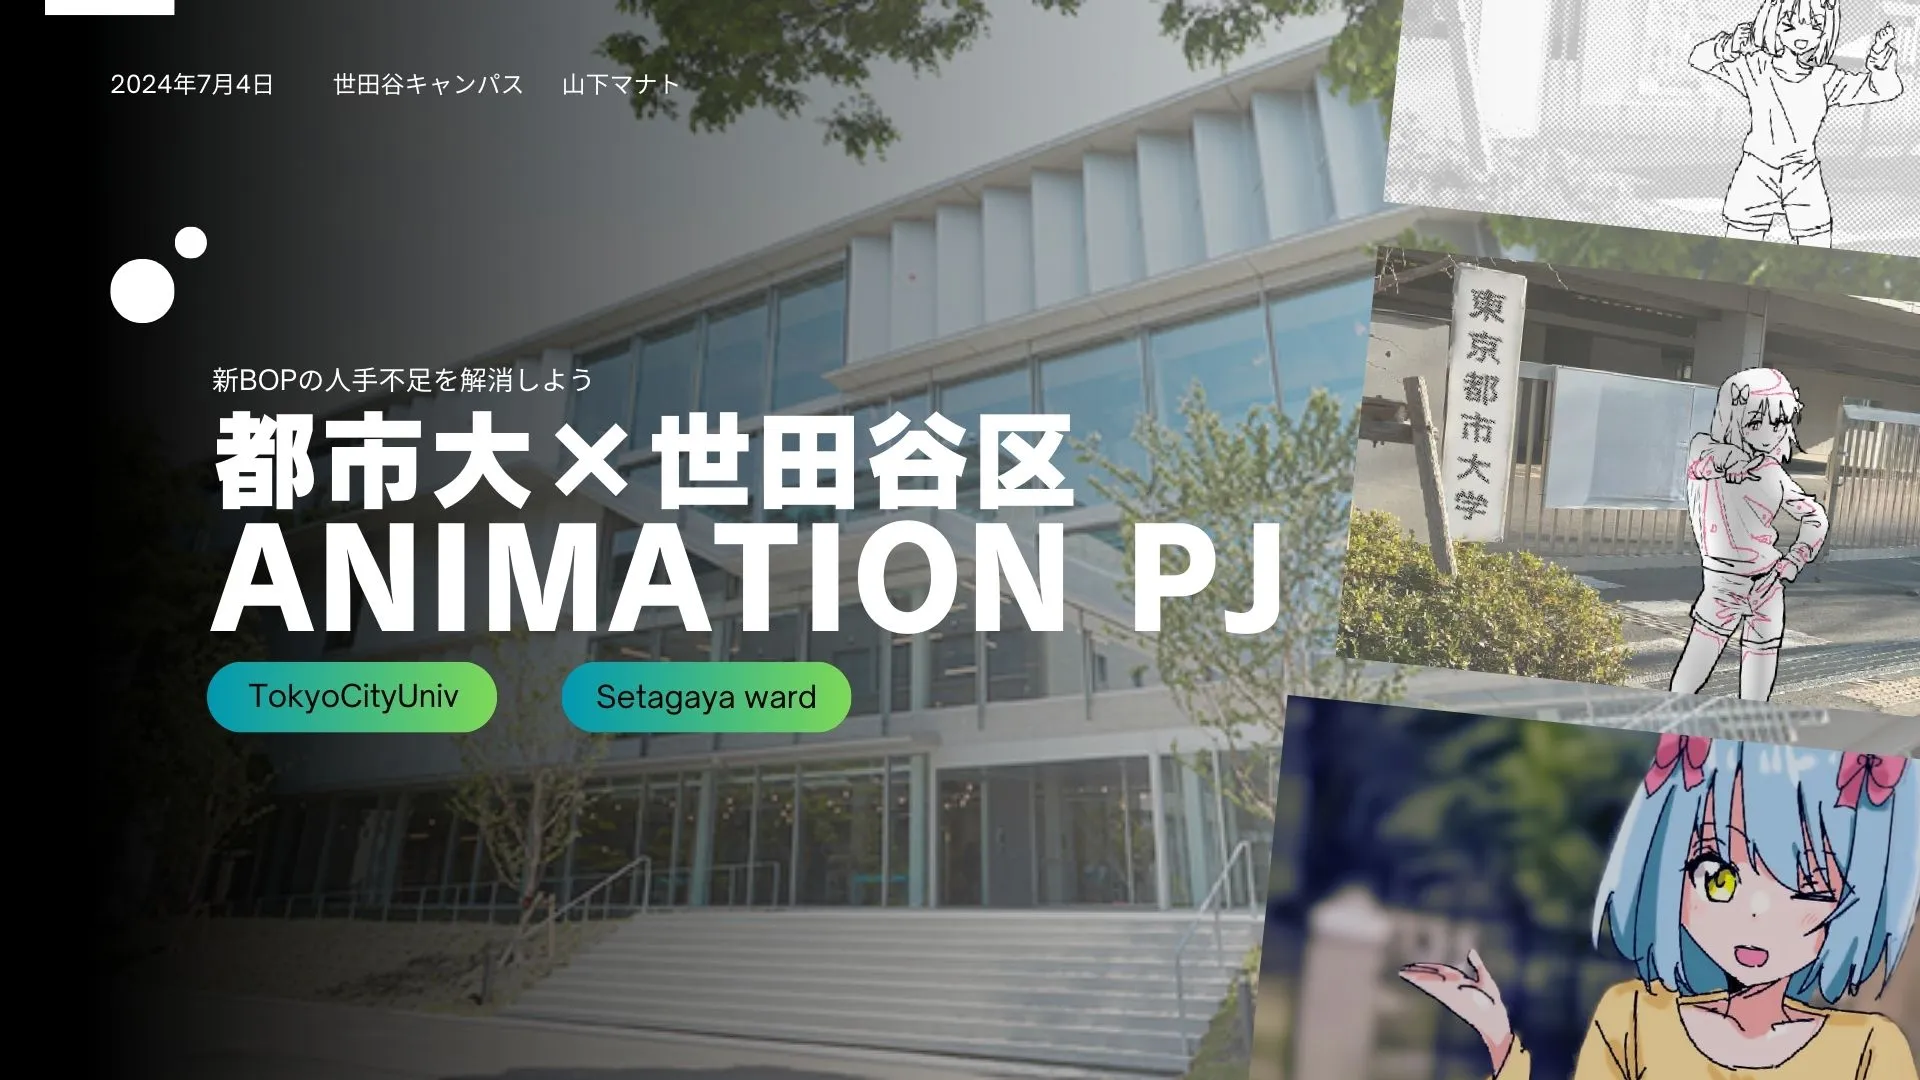 2024年7月4日 世田谷キャンパス 山下マナト
新BOPの人手不足を解消しよう
都市大×世田谷区
ANIMATION PJ
TokyoCityUniv Setagaya ward
東京都市大学